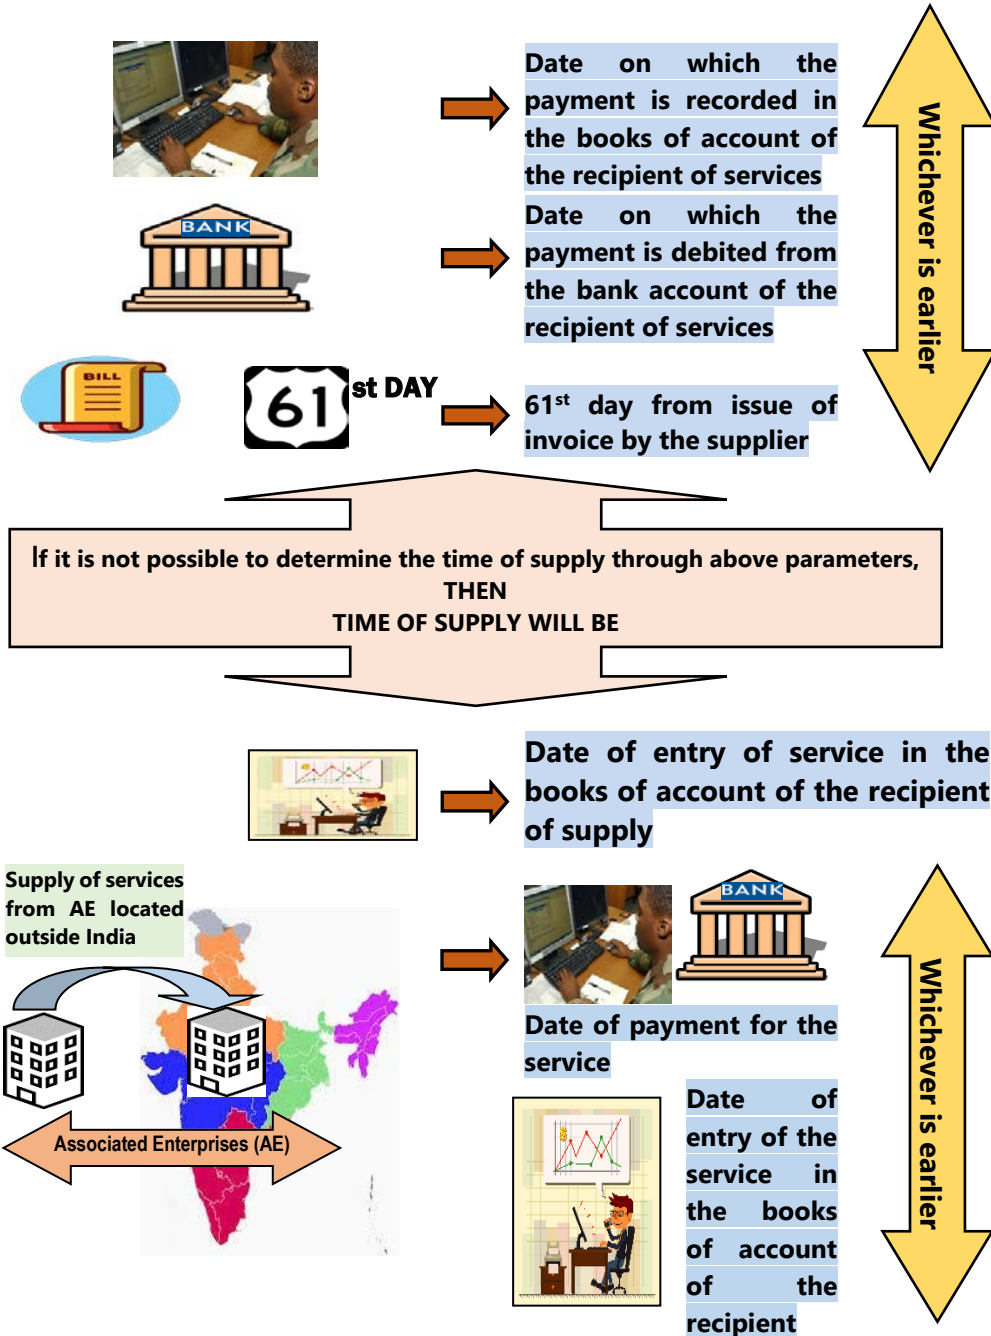 Date on which the
payment is recorded in
the books of account of
the recipient of services
BANK
Date on which the
payment is debited from
the bank account of the
recipient of services
Whichever is earlier
BILL
61st DAY
61st day from issue of
invoice by the supplier
If it is not possible to determine the time of supply through above parameters,
THEN
TIME OF SUPPLY WILL BE
Date of entry of service in the
books of account of the recipient
of supply
Supply of services
from AE located
outside India
Associated Enterprises (AE)
BANK
Date of payment for the
service
Date of
entry of the
service in
the books
of account
of the
recipient
Whichever is earlier